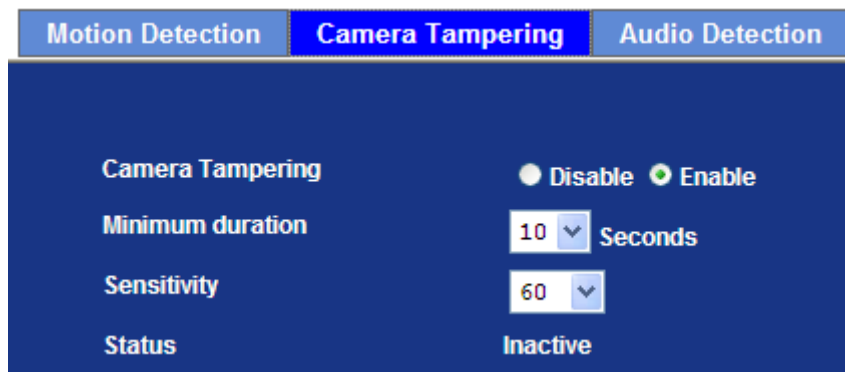 Motion Detection Camera Tampering Audio Detection
Camera Tampering Disable Enable
Minimum duration 10 Seconds
Sensitivity 60
Status Inactive